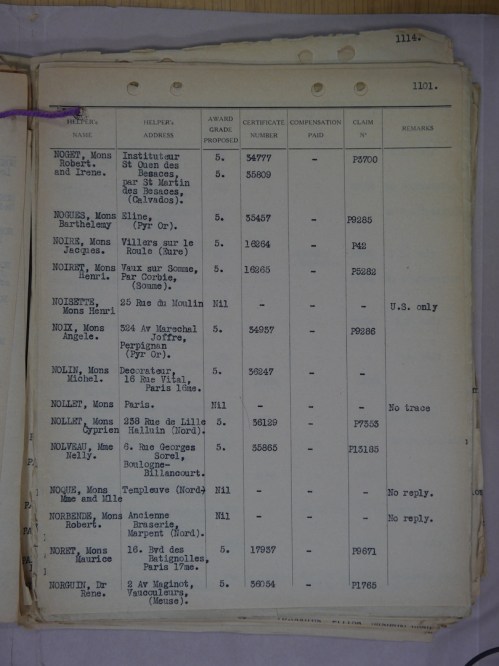 1114.
1101.
HELPER's NAME HELPER's ADDRESS AWARD GRADE PROPOSED CERTIFICATE NUMBER COMPENSATION PAID CLAIM Nº REMARKS
NOGET, Mons Instituteur 5. 34777 - P3700
Robert. St Ouen des
and Irene. Besaces, 5. 35809
par St Martin
des Besaces,
(Calvados).
NOGUES, Mons Eline, 5. 35457 - P9285
Barthelemy (Pyr Or).
NOIRE, Mons Villers sur le 5. 16264 - P42
Jacques. Roule (Eure)
NOIRET, Mons Vaux sur Somme, 5. 16265 - P5282
Henri. Par Corbie,
(Somme).
NOISETTE, 25 Rue du Moulin Nil - - - U.S. only
Mons Henri
NOIX, Mons 324 Av Marechal 5. 34957 - P9286
Angele. Joffre,
Perpignan
(Pyr Or).
NOLIN, Mons Decorateur, 5. 36247 - -
Michel. 16 Rue Vital,
Paris 16me.
NOLLET, Mons Paris. Nil - - - No trace
NOLLET, Mons 238 Rue de Lille 5. 36129 - P7353
Cyprien Halluin (Nord).
NOLVEAU, Mme 6. Rue Georges 5. 35865 - P13165
Nelly. Sorel,
Boulogne-
Billancourt.
NOQUE, Mons Templeuve (Nord) Nil - - - No reply.
Mme and Mlle
NORBENDE, Mons Ancienne Nil - - - No reply.
Robert. Braserie,
Marpent (Nord).
NORET, Mons 16. Bvd des 5. 17937 - P9671
Maurice Batignolles,
Paris 17me.
NORGUIN, Dr 2 Av Maginot, 5. 36034 - P1765
Rene. Vaucouleurs,
(Meuse).